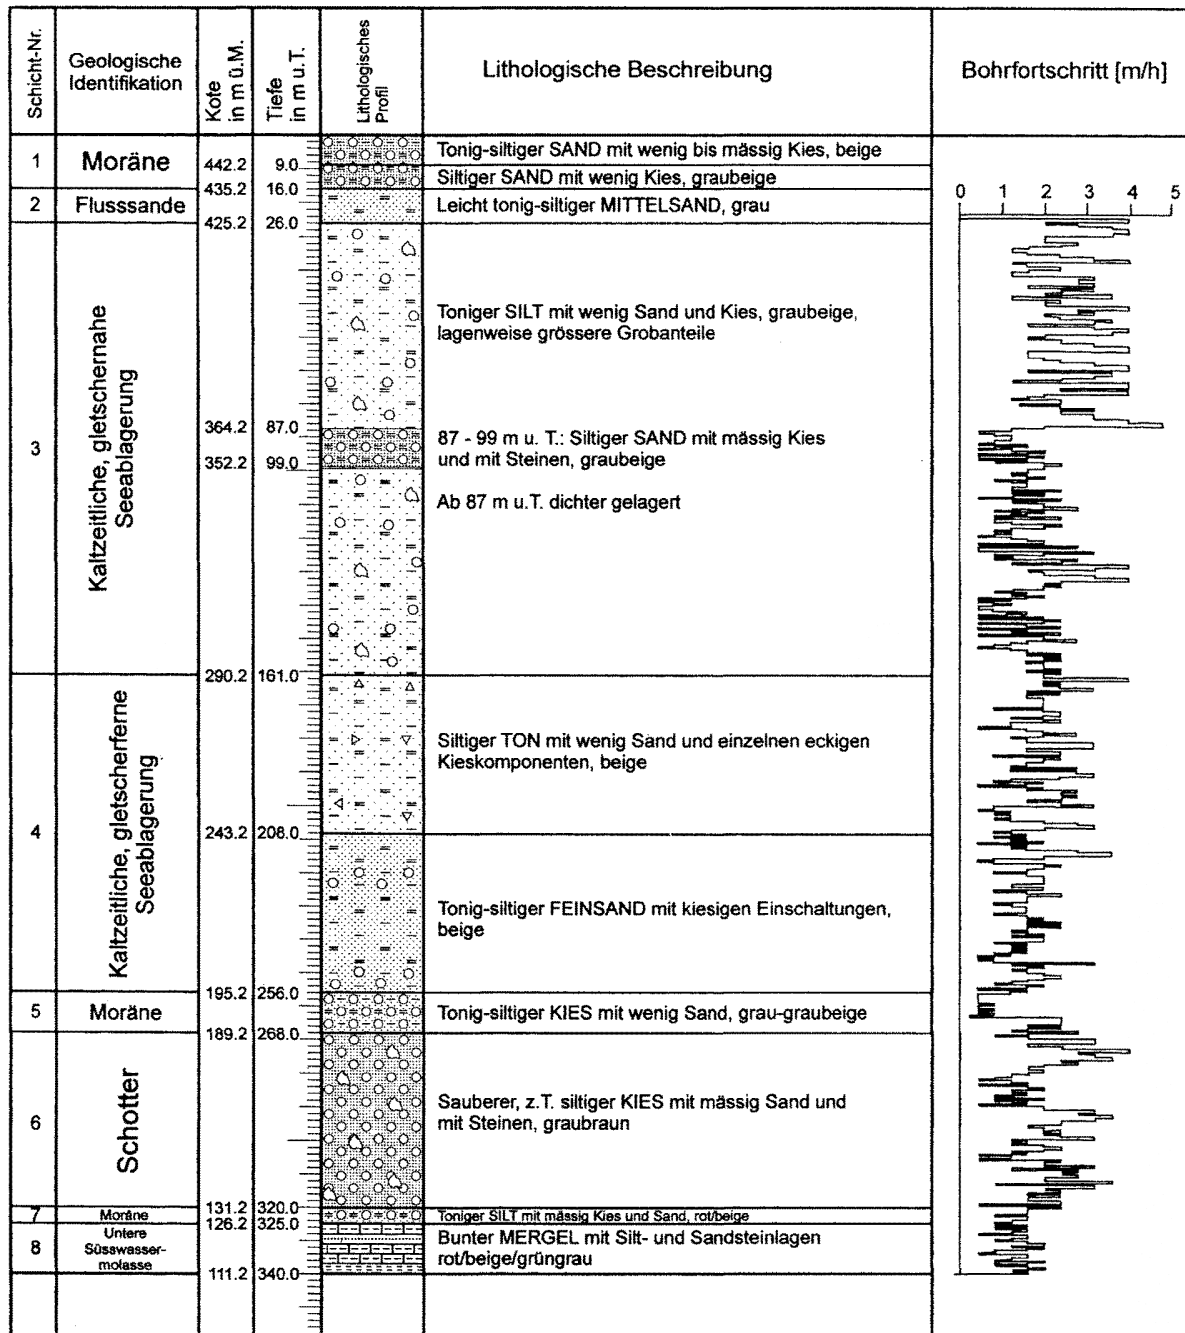 Schicht-Nr.
Geologische
Identifikation
Kote
in m ü.M.
Tiefe
in m u.T.
Lithologisches
Profil
Lithologische Beschreibung
Bohrfortschritt [m/h]
0 1 2 3 4 5
1
Moräne
442.2 9.0
Tonig-siltiger SAND mit wenig bis mässig Kies, beige
Siltiger SAND mit wenig Kies, graubeige
435.2 16.0
2
Flusssande
Leicht tonig-siltiger MITTELSAND, grau
425.2 26.0
3
Kaltzeitliche, gletschernahe
Seeablagerung
Toniger SILT mit wenig Sand und Kies, graubeige,
lagenweise grössere Grobanteile
364.2 87.0
87 - 99 m u. T.: Siltiger SAND mit mässig Kies
und mit Steinen, graubeige
352.2 99.0
Ab 87 m u.T. dichter gelagert
290.2 161.0
4
Kaltzeitliche, gletscherferne
Seeablagerung
Siltiger TON mit wenig Sand und einzelnen eckigen
Kieskomponenten, beige
243.2 208.0
Tonig-siltiger FEINSAND mit kiesigen Einschaltungen,
beige
195.2 256.0
5
Moräne
Tonig-siltiger KIES mit wenig Sand, grau-graubeige
189.2 268.0
6
Schotter
Sauberer, z.T. siltiger KIES mit mässig Sand und
mit Steinen, graubraun
131.2 320.0
7
Moräne
Toniger SILT mit mässig Kies und Sand, rot/beige
126.2 325.0
8
Untere
Süsswasser-
molasse
Bunter MERGEL mit Silt- und Sandsteinlagen
rot/beige/grüngrau
111.2 340.0